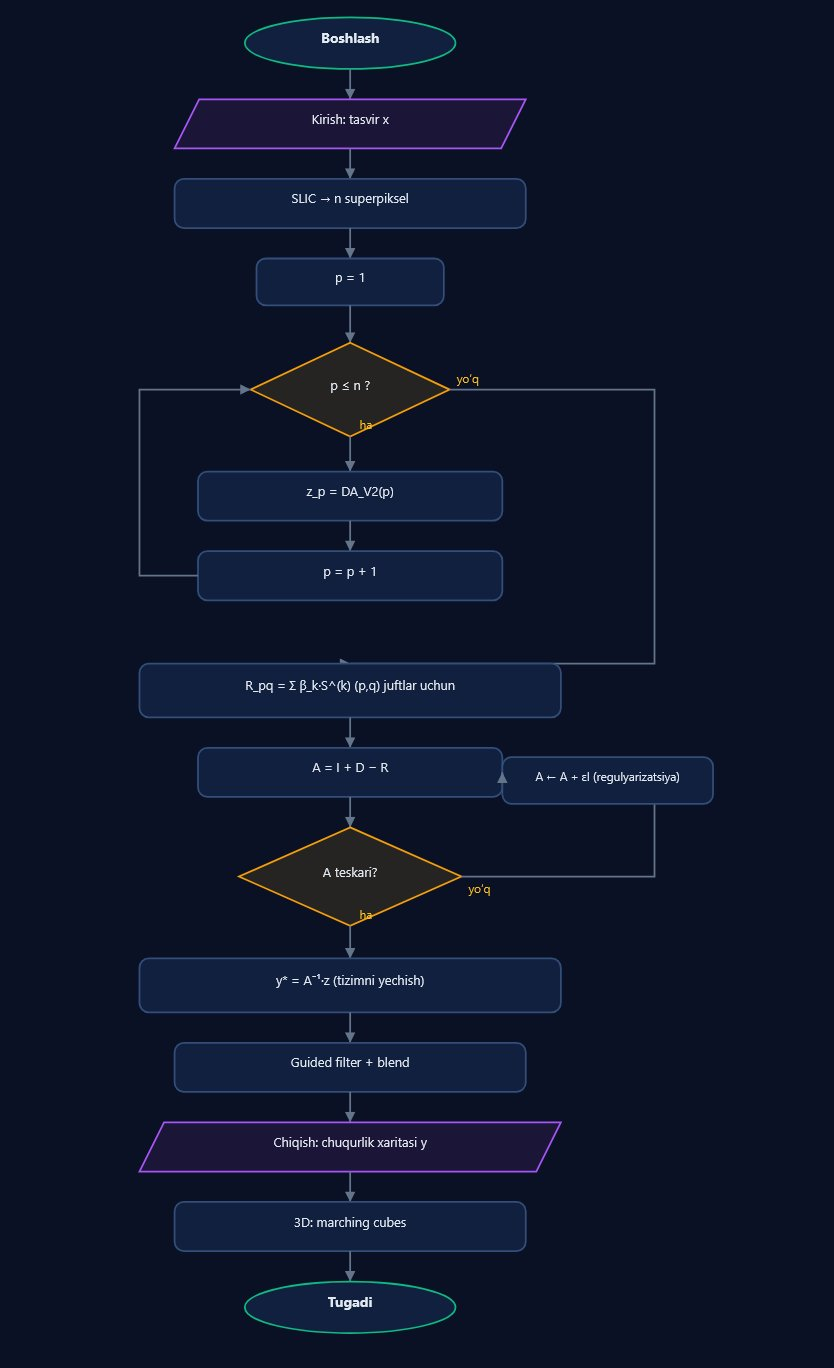 Boshlash
Kirish: tasvir x
SLIC → n superpiksel
p = 1
p ≤ n ?
yo‘q
ha
z_p = DA_V2(p)
p = p + 1
R_pq = Σ β_k·S^(k) (p,q) juftlar uchun
A = I + D − R
A ← A + εI (regulyarizatsiya)
A teskari?
yo‘q
ha
y* = A⁻¹·z (tizimni yechish)
Guided filter + blend
Chiqish: chuqurlik xaritasi y
3D: marching cubes
Tugadi